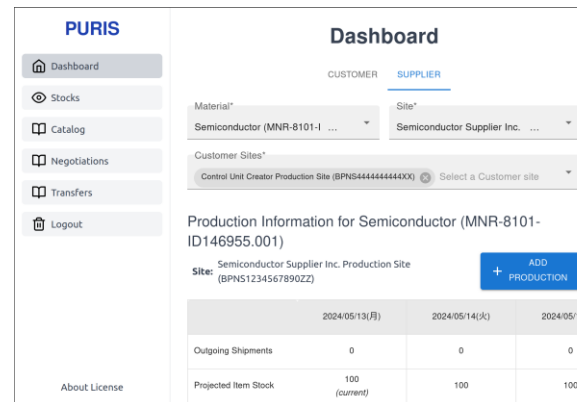 PURIS
Dashboard
Stocks
Catalog
Negotiations
Transfers
Logout
About License
Dashboard
CUSTOMER SUPPLIER
Material* Site*
Semiconductor (MNR-8101-I ... Semiconductor Supplier Inc. ...
Customer Sites*
Control Unit Creator Production Site (BPNS4444444444XX) Select a Customer site
Production Information for Semiconductor (MNR-8101-
ID146955.001)
Site: Semiconductor Supplier Inc. Production Site
(BPNS1234567890ZZ)
+ ADD
PRODUCTION
2024/05/13(月) 2024/05/14(火) 2024/05/
Outgoing Shipments 0 0 0
Projected Item Stock 100 100 100
(current)